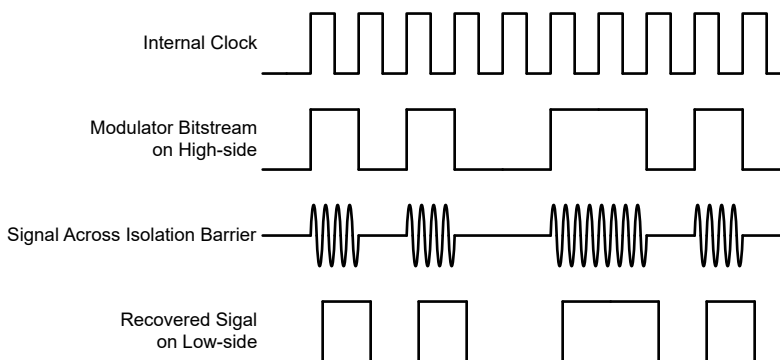 Internal Clock
Modulator Bitstream
on High-side
Signal Across Isolation Barrier
Recovered Sigal
on Low-side